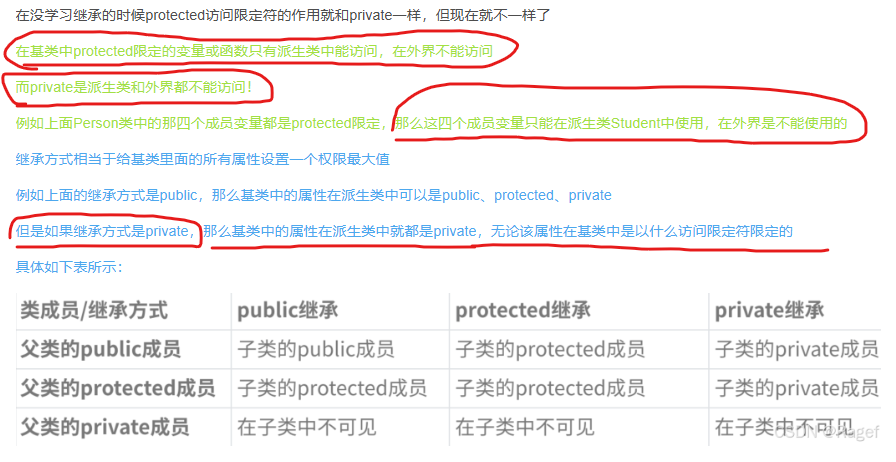 在没学习继承的时候protected访问限定符的作用就和private一样，但现在就不一样了
在基类中protected限定的变量或函数只有派生类中能访问，在外界不能访问
而private是派生类和外界都不能访问！
例如上面Person类中的那四个成员变量都是protected限定，那么这四个成员变量只能在派生类Student中使用，在外界是不能使用的
继承方式相当于给基类里面的所有属性设置一个权限最大值
例如上面的继承方式是public，那么基类中的属性在派生类中可以是public、protected、private
但是如果继承方式是private，那么基类中的属性在派生类中就都是private，无论该属性在基类中是以什么访问限定符限定的
具体如下表所示：
类成员/继承方式 public继承 protected继承 private继承
父类的public成员 子类的public成员 子类的protected成员 子类的private成员
父类的protected成员 子类的protected成员 子类的protected成员 子类的private成员
父类的private成员 在子类中不可见 在子类中不可见 在子类中不可见